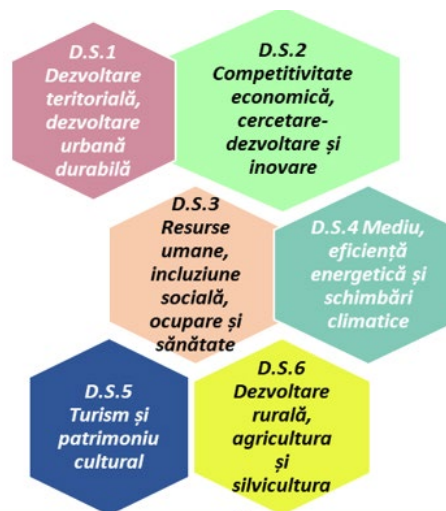 D.S.1
Dezvoltare
teritorială,
dezvoltare
urbană
durabilă
D.S.2
Competitivitate
economică,
cercetare-
dezvoltare și
inovare
D.S.3
Resurse
umane,
incluziune
socială,
ocupare și
sănătate
D.S.4 Mediu,
eficiență
energetică și
schimbări
climatice
D.S.5
Turism și
patrimoniu
cultural
D.S.6
Dezvoltare
rurală,
agricultura
și
silvicultura